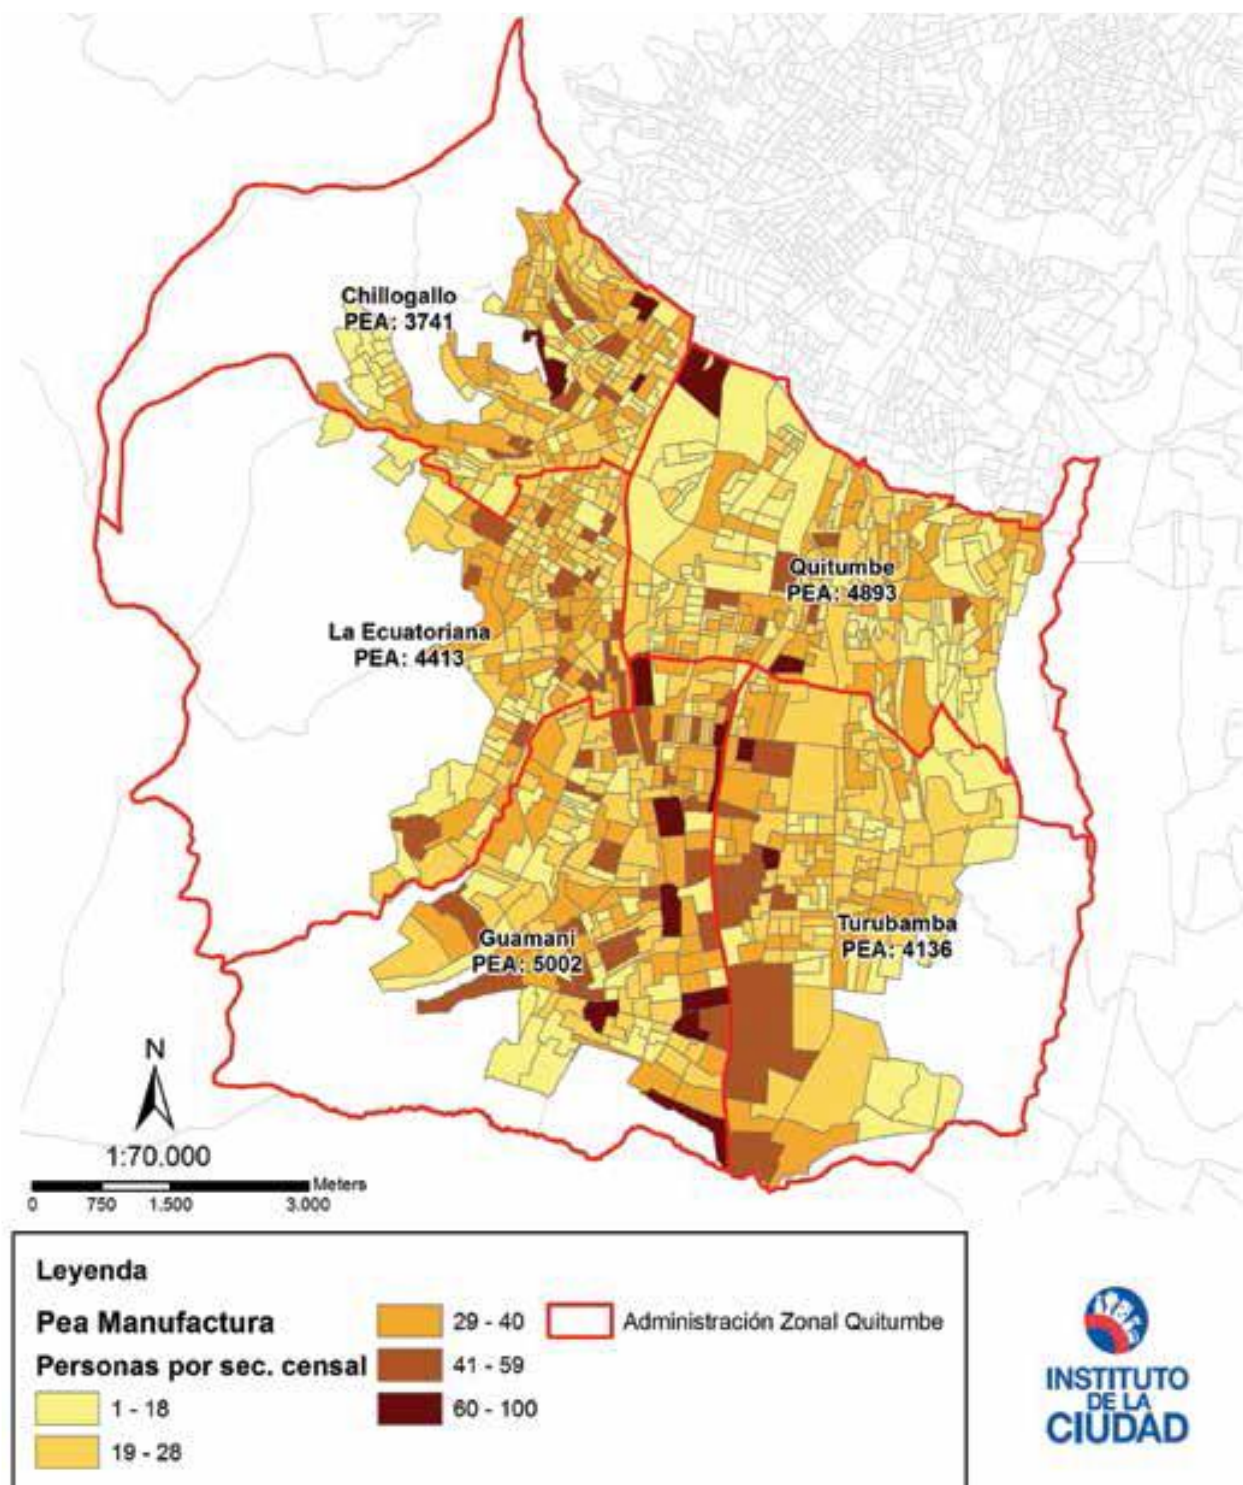 Chillogallo
PEA: 3741
Quitumbe
PEA: 4893
La Ecuatoriana
PEA: 4413
Turubamba
PEA: 4136
Guamani
PEA: 5002
N
1:70.000
Meters
0 750 1.500 3.000
Leyenda
Pea Manufactura
Personas por sec. censal
1 - 18
19 - 28
29 - 40
41 - 59
60 - 100
Administración Zonal Quitumbe
INSTITUTO
DE LA
CIUDAD